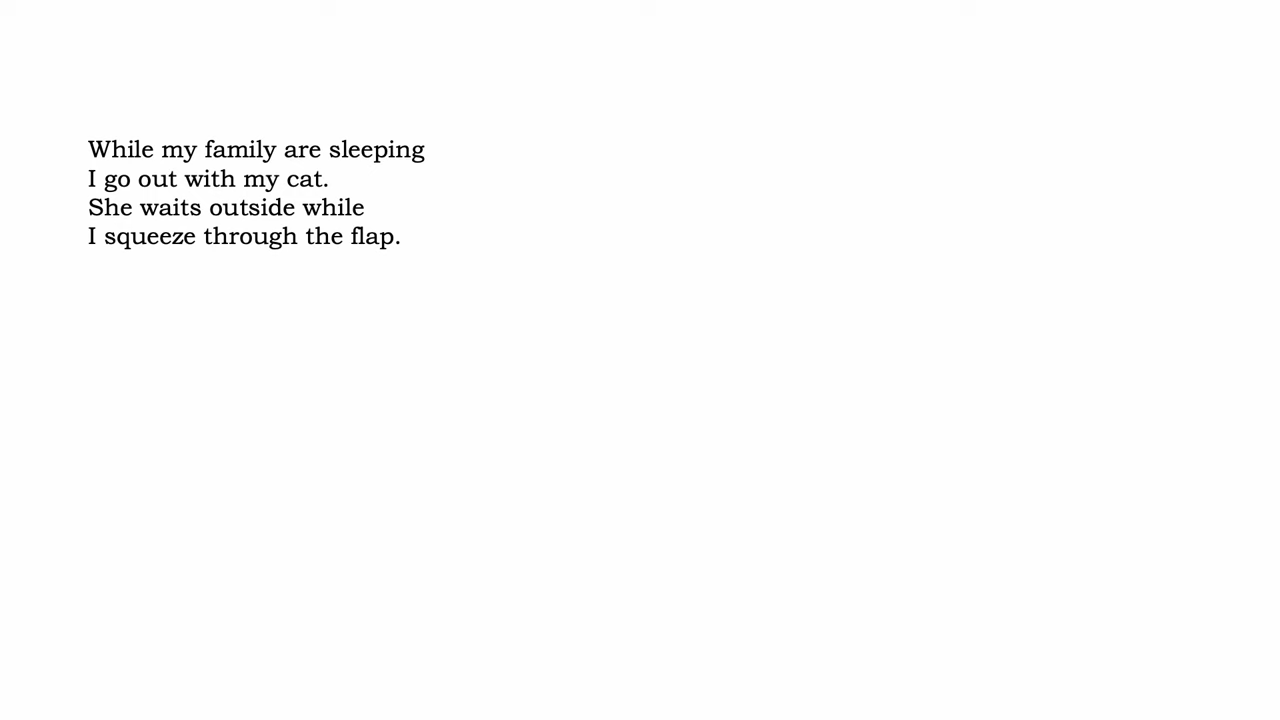 While my family are sleeping
I go out with my cat.
She waits outside while
I squeeze through the flap.